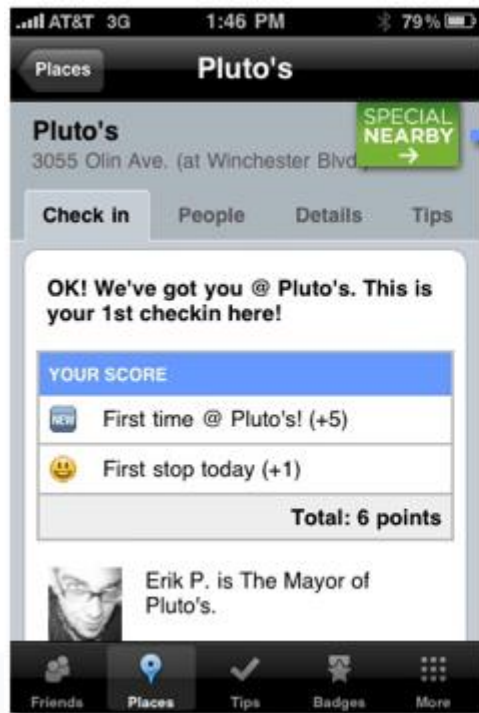 AT&T 3G 1:46 PM 79%
Places Pluto's
SPECIAL
NEARBY
Pluto's
3055 Olin Ave. (at Winchester Blvd
Check in People Details Tips
OK! We've got you @ Pluto's. This is
your 1st checkin here!
YOUR SCORE
NEW First time @ Pluto's! (+5)
First stop today (+1)
Total: 6 points
Erik P. is The Mayor of
Pluto's.
Friends Places Tips Badges More